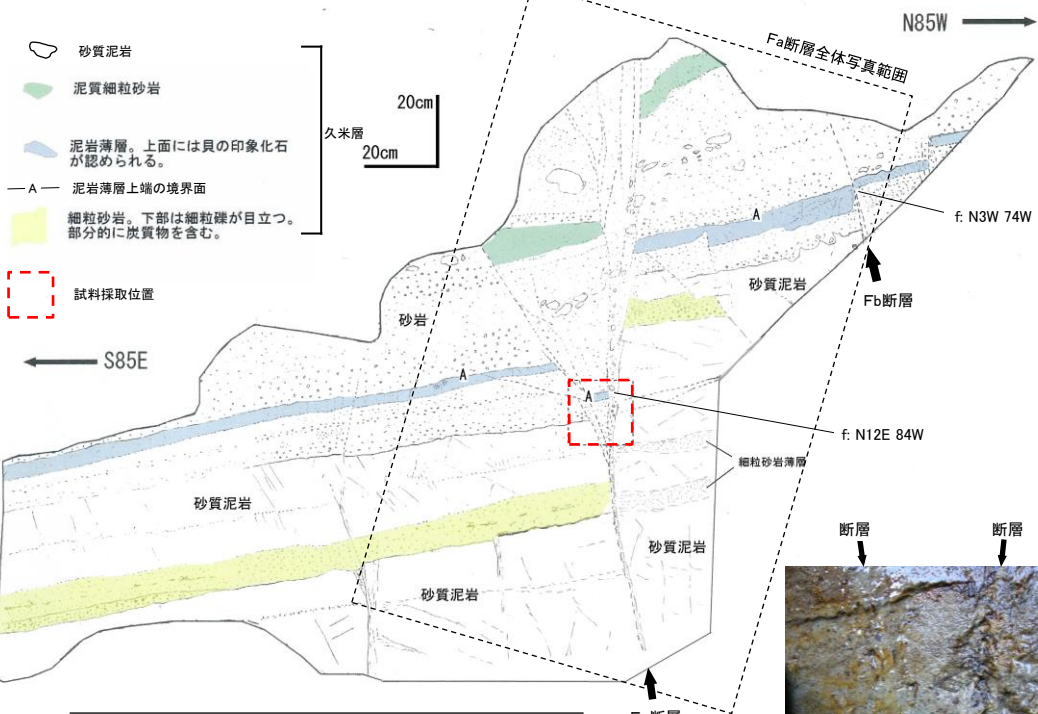 N85W
Fa断層全体写真範囲
砂質泥岩
泥質細粒砂岩
泥岩薄層。上面には貝の印象化石
が認められる。
A 泥岩薄層上端の境界面
細粒砂岩。下部は細粒礫が目立つ。
部分的に炭質物を含む。
久米層
20cm
20cm
試料採取位置
S85E
A
f: N3W 74W
Fb断層
砂質泥岩
砂岩
A
A
f: N12E 84W
細粒砂岩薄層
砂質泥岩
砂質泥岩
砂質泥岩
断層
断層